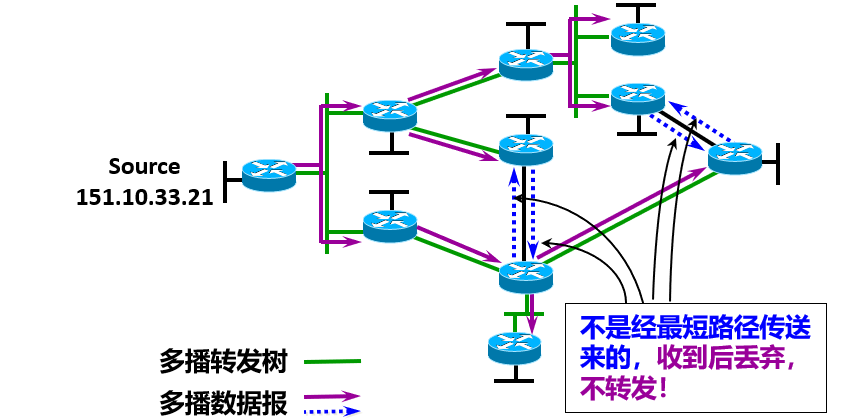 Source
151.10.33.21
不是经最短路径传送
来的，收到后丢弃，
不转发！
多播转发树
多播数据报